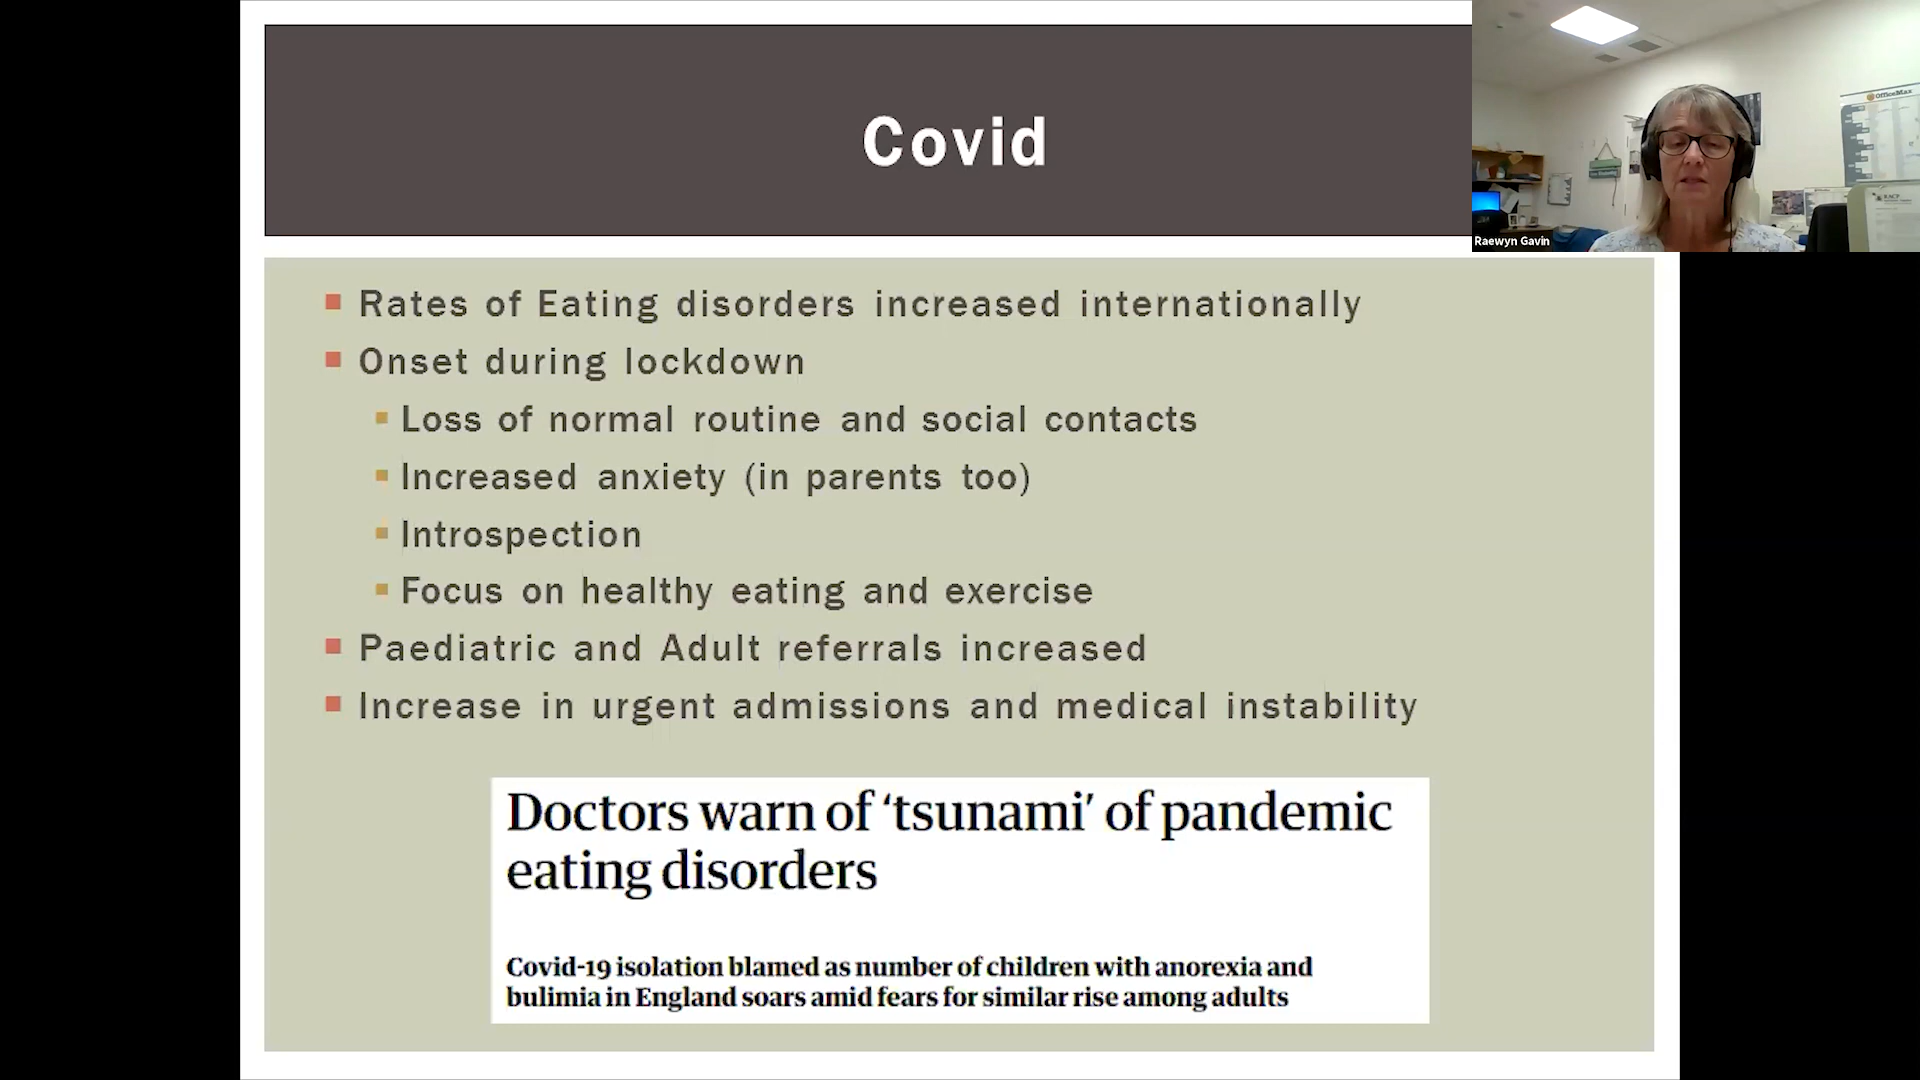 Covid
OfficeMax
RACP
Raewyn Gavin
Rates of Eating disorders increased internationally
Onset during lockdown
Loss of normal routine and social contacts
Increased anxiety (in parents too)
Introspection
Focus on healthy eating and exercise
Paediatric and Adult referrals increased
Increase in urgent admissions and medical instability
Doctors warn of ‘tsunami’ of pandemic
eating disorders
Covid-19 isolation blamed as number of children with anorexia and
bulimia in England soars amid fears for similar rise among adults